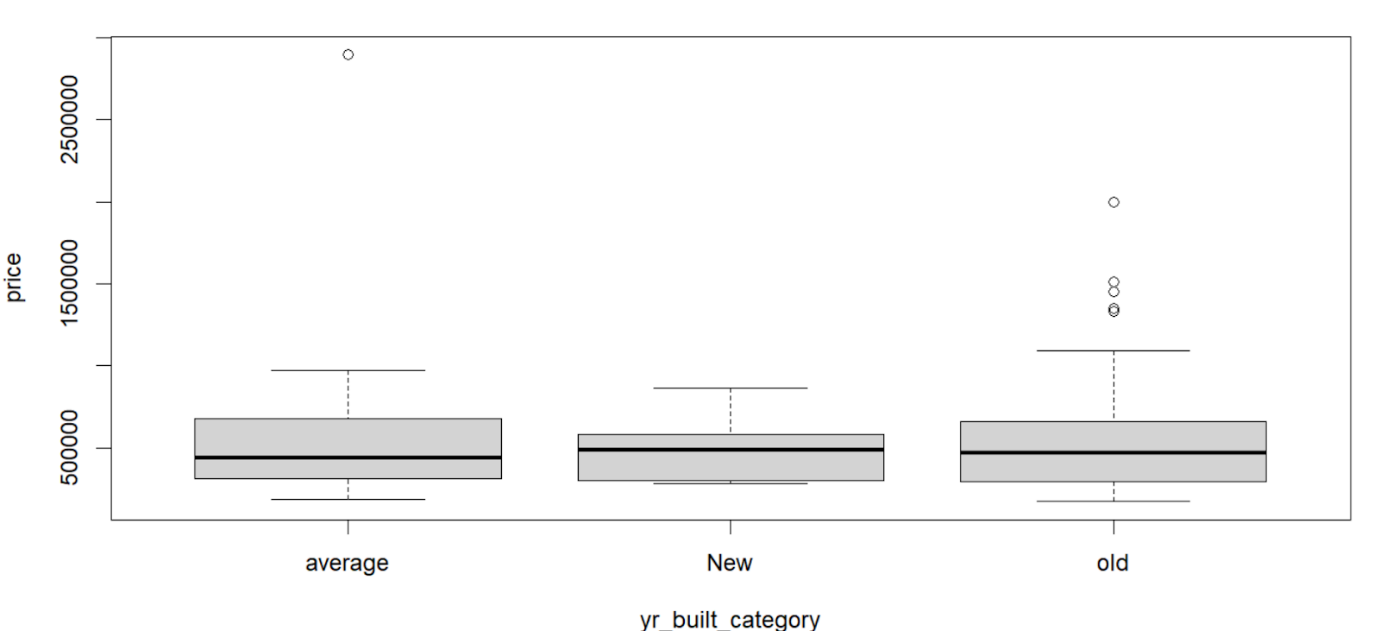 price
2500000
1500000
500000
average New old
yr_built_category